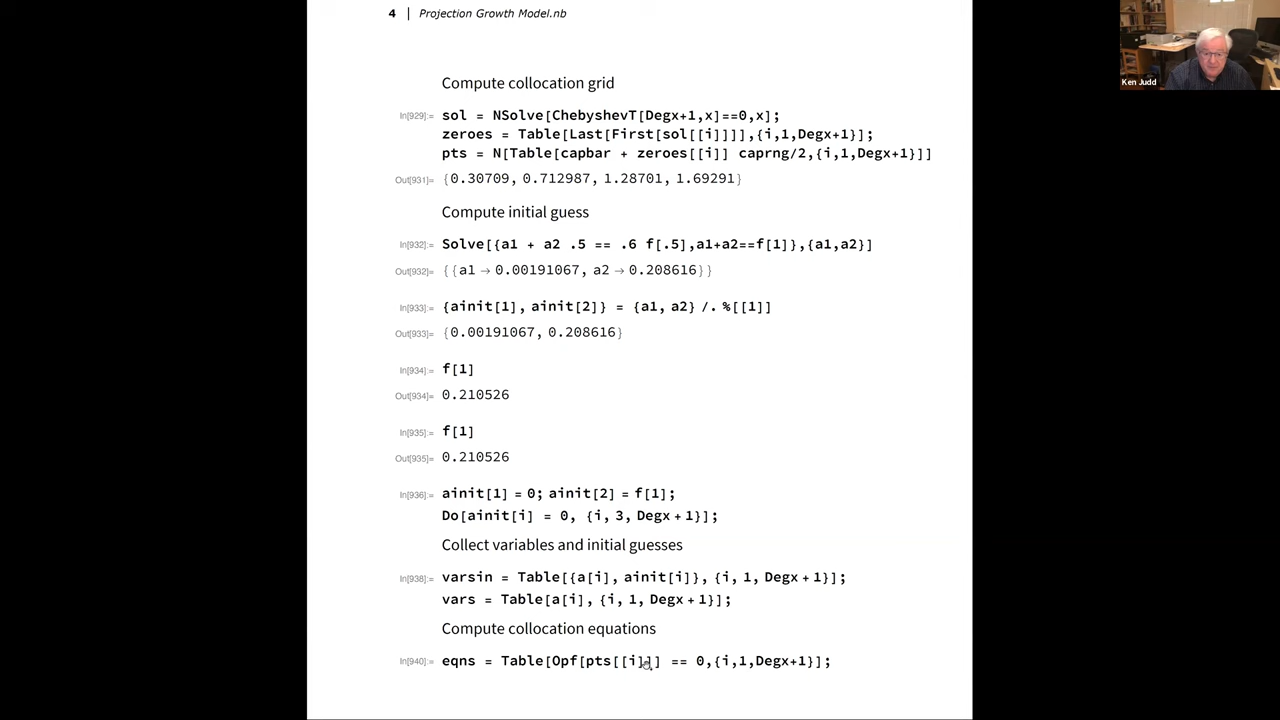 4 | Projection Growth Model.nb
Ken Judd
Compute collocation grid
In[929]:= sol = NSolve[ChebyshevT[Degx+1,x]==0,x];
zeroes = Table[Last[First[sol[[i]]]],{i,1,Degx+1}];
pts = N[Table[capbar + zeroes[[i]] caprng/2,{i,1,Degx+1}]]
Out[931]= {0.30709, 0.712987, 1.28701, 1.69291}
Compute initial guess
In[932]:= Solve[{a1 + a2 .5 == .6 f[.5],a1+a2==f[1]},{a1,a2}]
Out[932]= {{a1 → 0.00191067, a2 → 0.208616}}
In[933]:= {ainit[1], ainit[2]} = {a1, a2} /. %[[1]]
Out[933]= {0.00191067, 0.208616}
In[934]:= f[1]
Out[934]= 0.210526
In[935]:= f[1]
Out[935]= 0.210526
In[936]:= ainit[1] = 0; ainit[2] = f[1];
Do[ainit[i] = 0, {i, 3, Degx + 1}];
Collect variables and initial guesses
In[938]:= varsin = Table[{a[i], ainit[i]}, {i, 1, Degx + 1}];
vars = Table[a[i], {i, 1, Degx + 1}];
Compute collocation equations
In[940]:= eqns = Table[Opf[pts[[i]]] == 0,{i,1,Degx+1}];